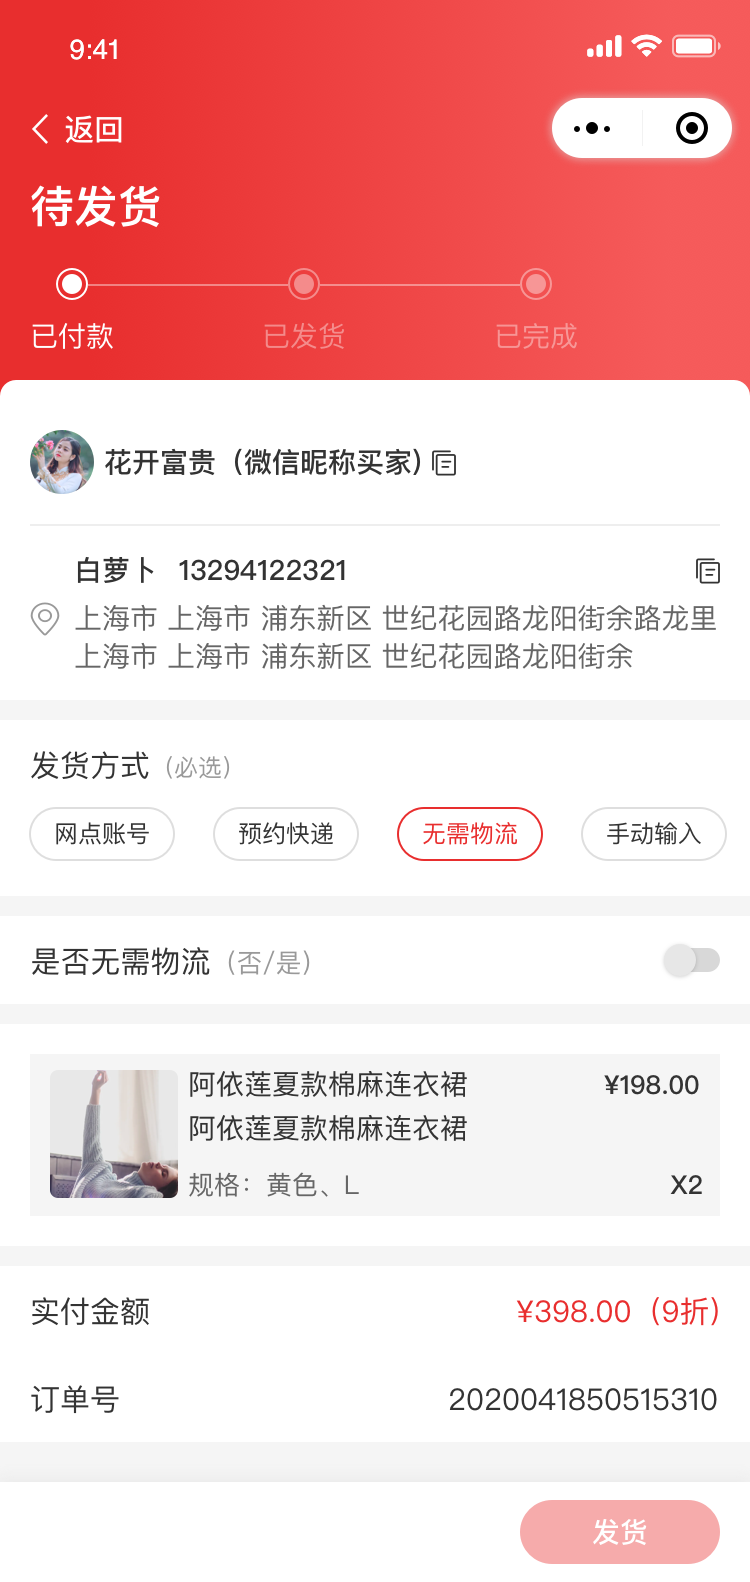 9:41
返回
待发货
已付款 已发货 已完成
花开富贵（微信昵称买家)
白萝卜 13294122321
上海市 上海市 浦东新区 世纪花园路龙阳街余路龙里
上海市 上海市 浦东新区 世纪花园路龙阳街余
发货方式（必选）
网点账号 预约快递 无需物流 手动输入
是否无需物流（否/是）
阿依莲夏款棉麻连衣裙 ¥198.00
阿依莲夏款棉麻连衣裙
规格：黄色、L X2
实付金额 ¥398.00（9折）
订单号 2020041850515310
发货